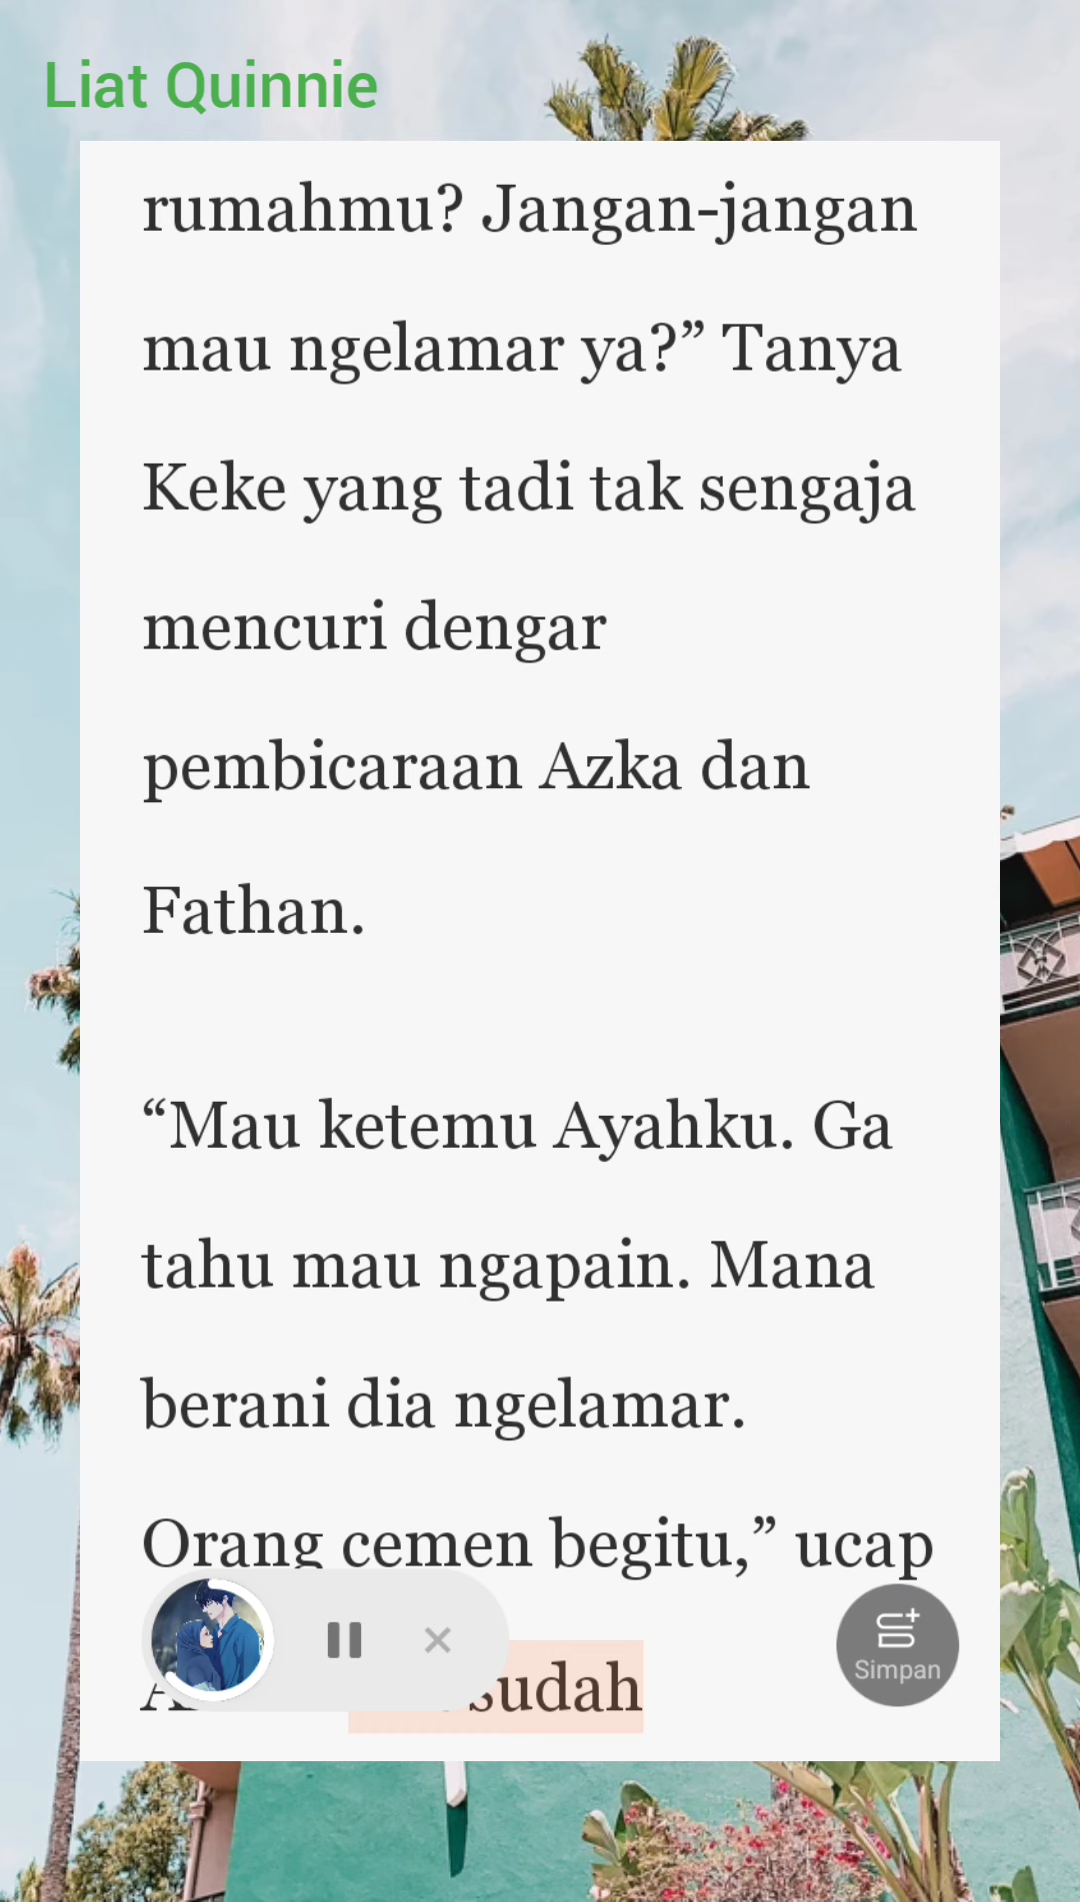 Liat Quinnie
rumahmu? Jangan-jangan
mau ngelamar ya?” Tanya
Keke yang tadi tak sengaja
mencuri dengar
pembicaraan Azka dan
Fathan.
“Mau ketemu Ayahku. Ga
tahu mau ngapain. Mana
berani dia ngelamar.
Orang cemen begitu,” ucap
sudah
Simpan